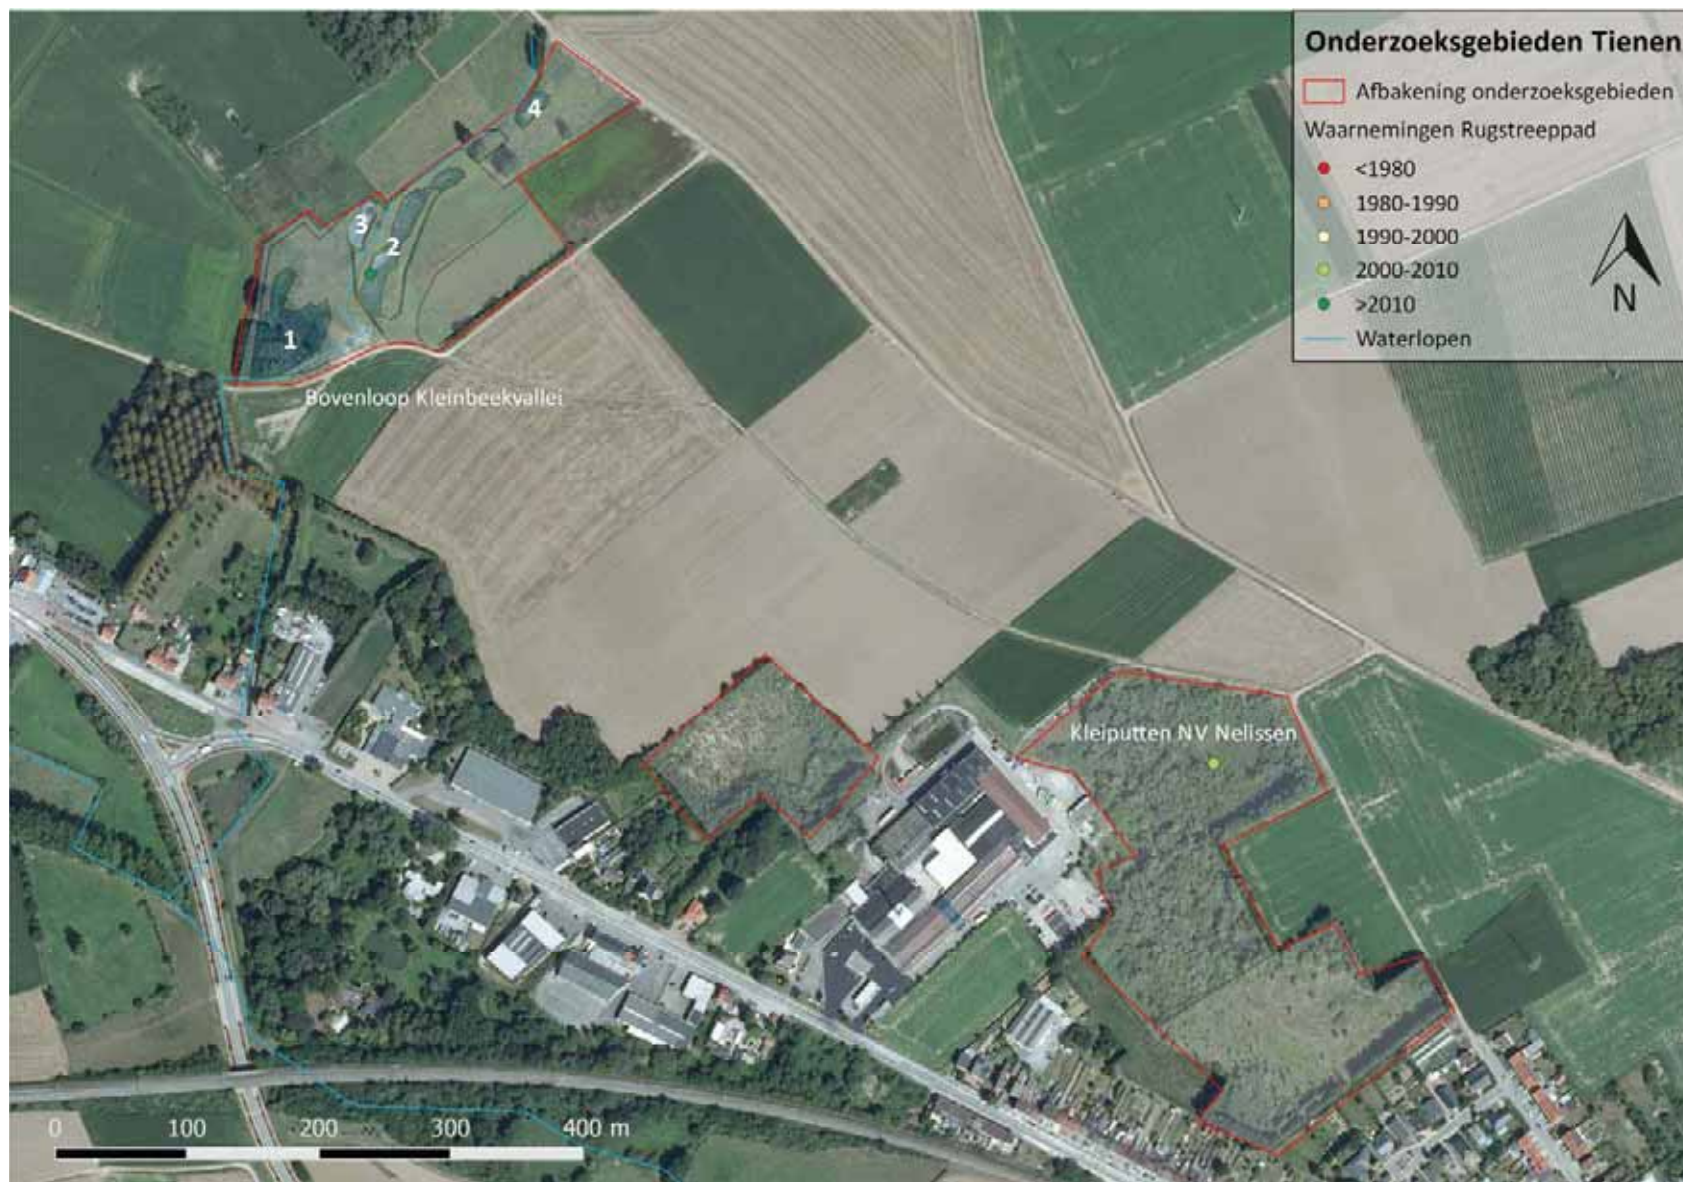 Onderzoeksgebieden Tienen
Afbakening onderzoeksgebieden
Waarnemingen Rugstreeppad
<1980
1980-1990
1990-2000
2000-2010
>2010
Waterlopen
N
4
3
2
1
Bovenloop Kleinbeekvallei
Kleiputten NV Nelissen
0 100 200 300 400 m